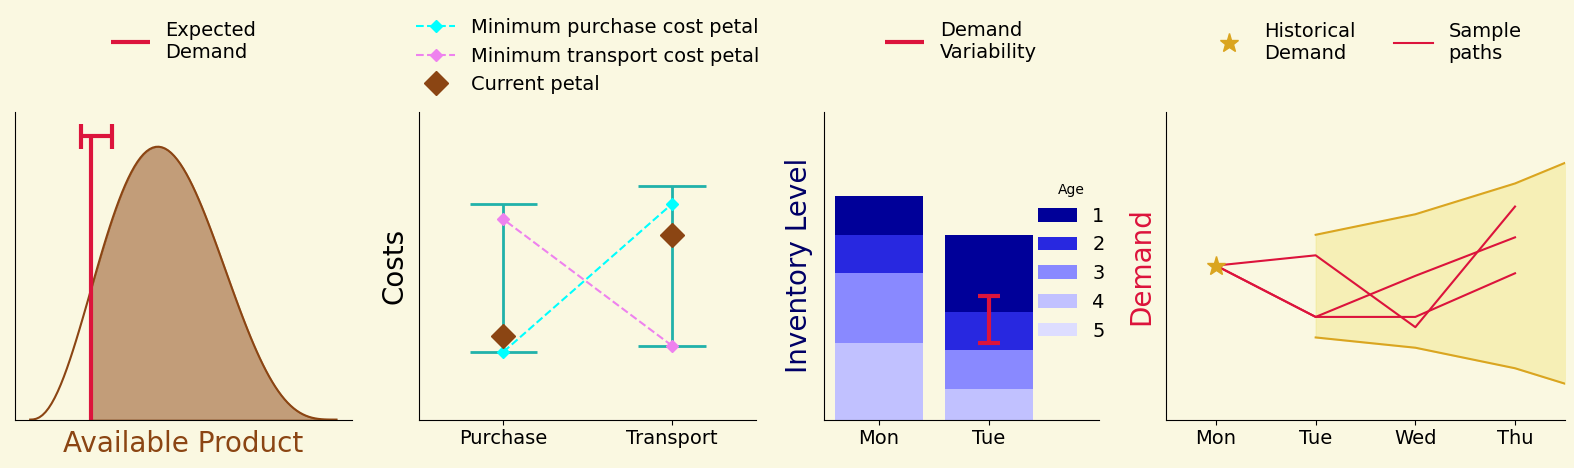 Expected
Demand
Available Product
Minimum purchase cost petal
Minimum transport cost petal
Current petal
Costs
Purchase
Transport
Demand
Variability
Inventory Level
Age
1
2
3
4
5
Mon
Tue
Historical
Demand
Sample
paths
Demand
Mon
Tue
Wed
Thu